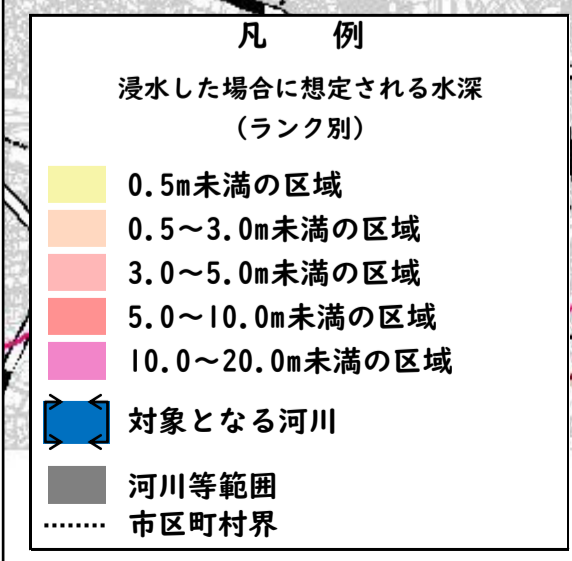 凡　例
浸水した場合に想定される水深
(ランク別)
0.5m未満の区域
0.5～3.0m未満の区域
3.0～5.0m未満の区域
5.0～10.0m未満の区域
10.0～20.0m未満の区域
対象となる河川
河川等範囲
市区町村界